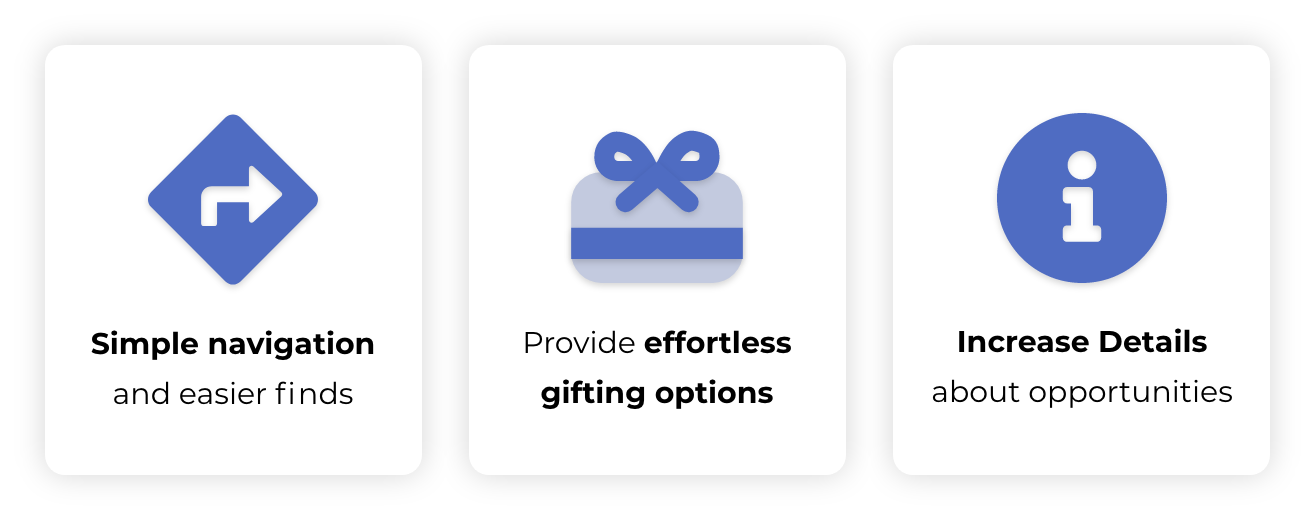 Simple navigation
and easier finds
Provide effortless
gifting options
Increase Details
about opportunities